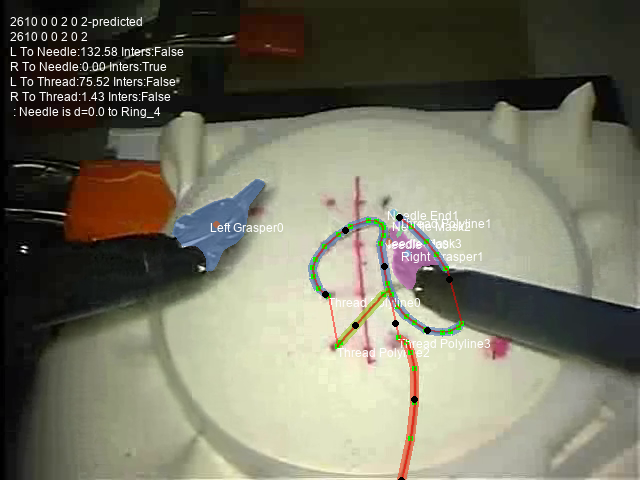 2610 0 0 2 0 2-predicted
2610 0 0 2 0 2
L To Needle:132.58 Inters:False
R To Needle:0.00 Inters:True
L To Thread:75.52 Inters:False
R To Thread:1.43 Inters:False
: Needle is d=0.0 to Ring_4
Needle End1
Thread Polyline1
Left Grasper0
Right Grasper1
Thread Polyline0
Thread Polyline2
Thread Polyline3